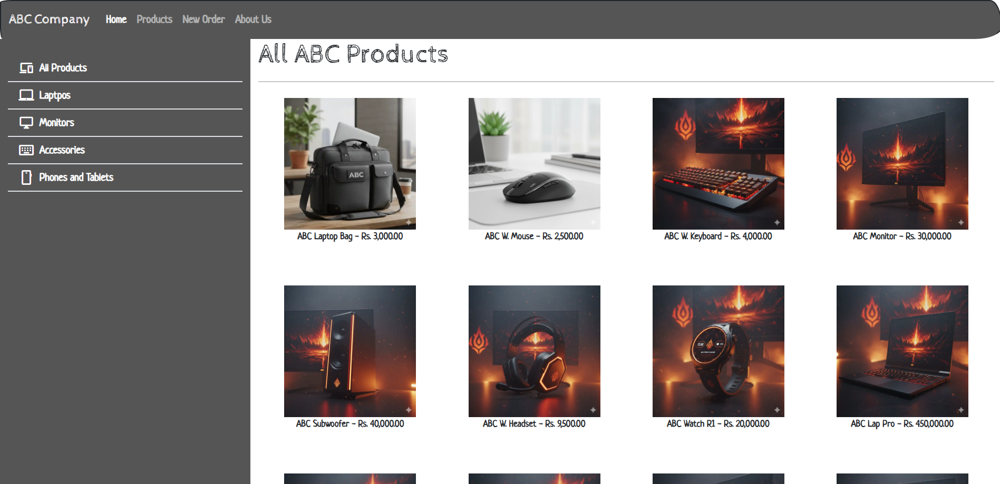 ABC Company Home Products New Order About Us
All Products
Laptpos
Monitors
Accessories
Phones and Tablets
All ABC Products
ABC
ABC
ABC Laptop Bag - Rs. 3,000.00
ABC W. Mouse - Rs. 2,500.00
ABC W. Keyboard - Rs. 4,000.00
ABC Monitor - Rs. 30,000.00
12:00
ABC Subwoofer - Rs. 40,000.00
ABC W. Headset - Rs. 9,500.00
ABC Watch R1 - Rs. 20,000.00
ABC Lap Pro - Rs. 450,000.00